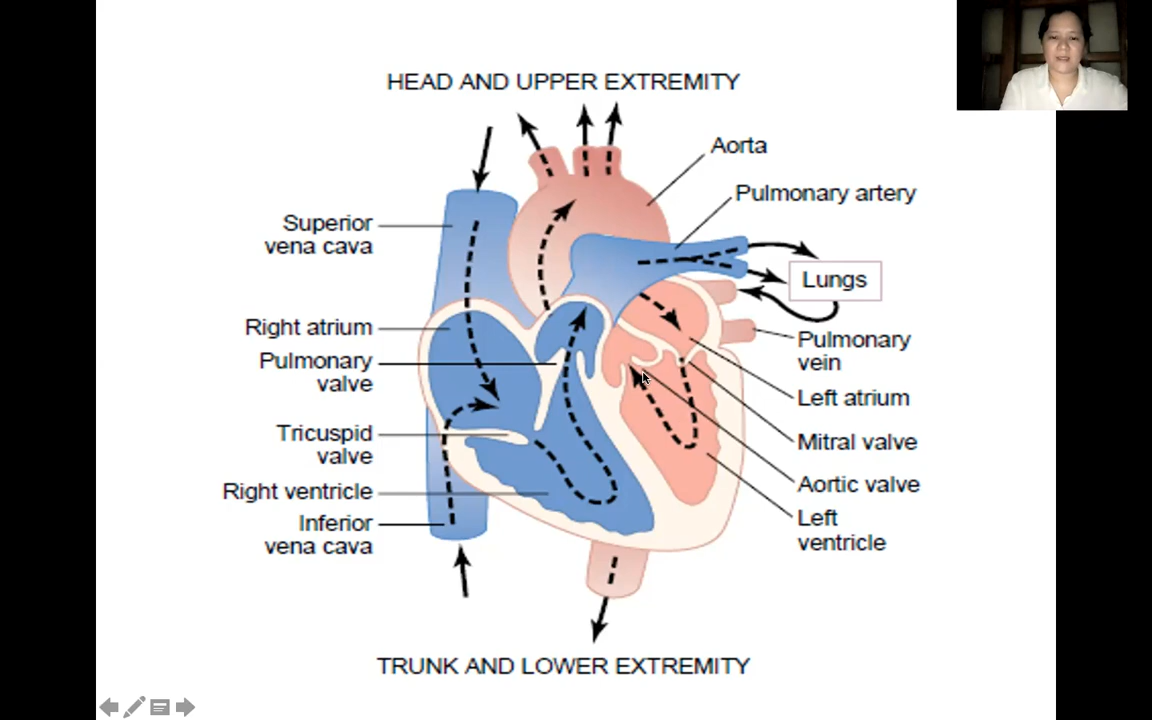 HEAD AND UPPER EXTREMITY
Aorta
Pulmonary artery
Superior
vena cava
Lungs
Right atrium
Pulmonary
vein
Pulmonary
valve
Left atrium
Tricuspid
valve
Mitral valve
Aortic valve
Right ventricle
Left
ventricle
Inferior
vena cava
TRUNK AND LOWER EXTREMITY